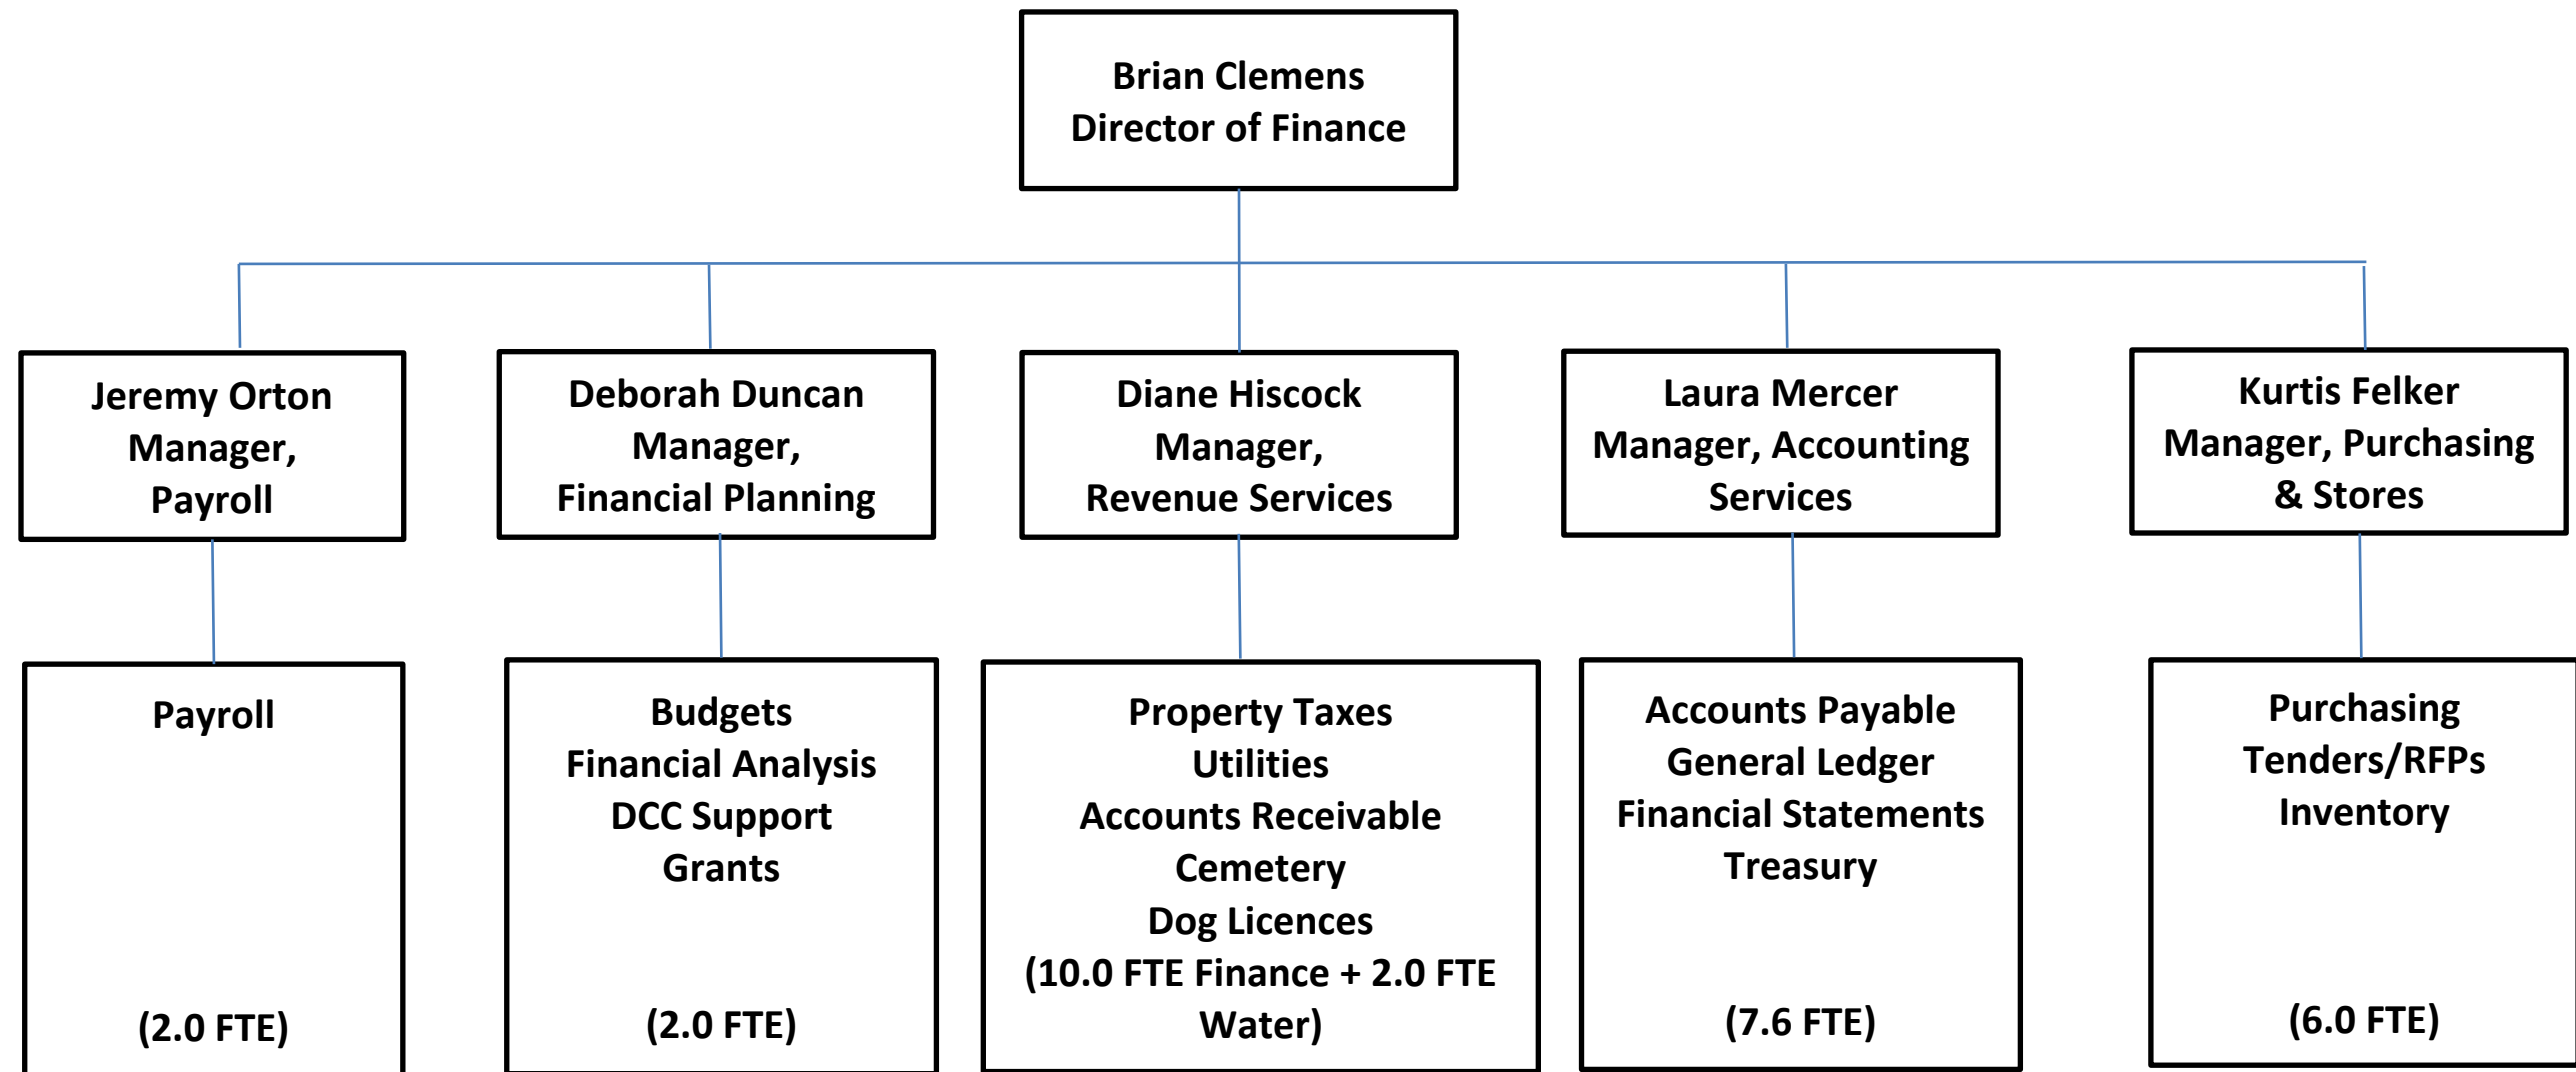 Brian Clemens
Director of Finance
Jeremy Orton
Manager,
Payroll
Deborah Duncan
Manager,
Financial Planning
Diane Hiscock
Manager,
Revenue Services
Laura Mercer
Manager, Accounting
Services
Kurtis Felker
Manager, Purchasing
& Stores
Payroll
(2.0 FTE)
Budgets
Financial Analysis
DCC Support
Grants
(2.0 FTE)
Property Taxes
Utilities
Accounts Receivable
Cemetery
Dog Licences
(10.0 FTE Finance + 2.0 FTE
Water)
Accounts Payable
General Ledger
Financial Statements
Treasury
(7.6 FTE)
Purchasing
Tenders/RFPs
Inventory
(6.0 FTE)